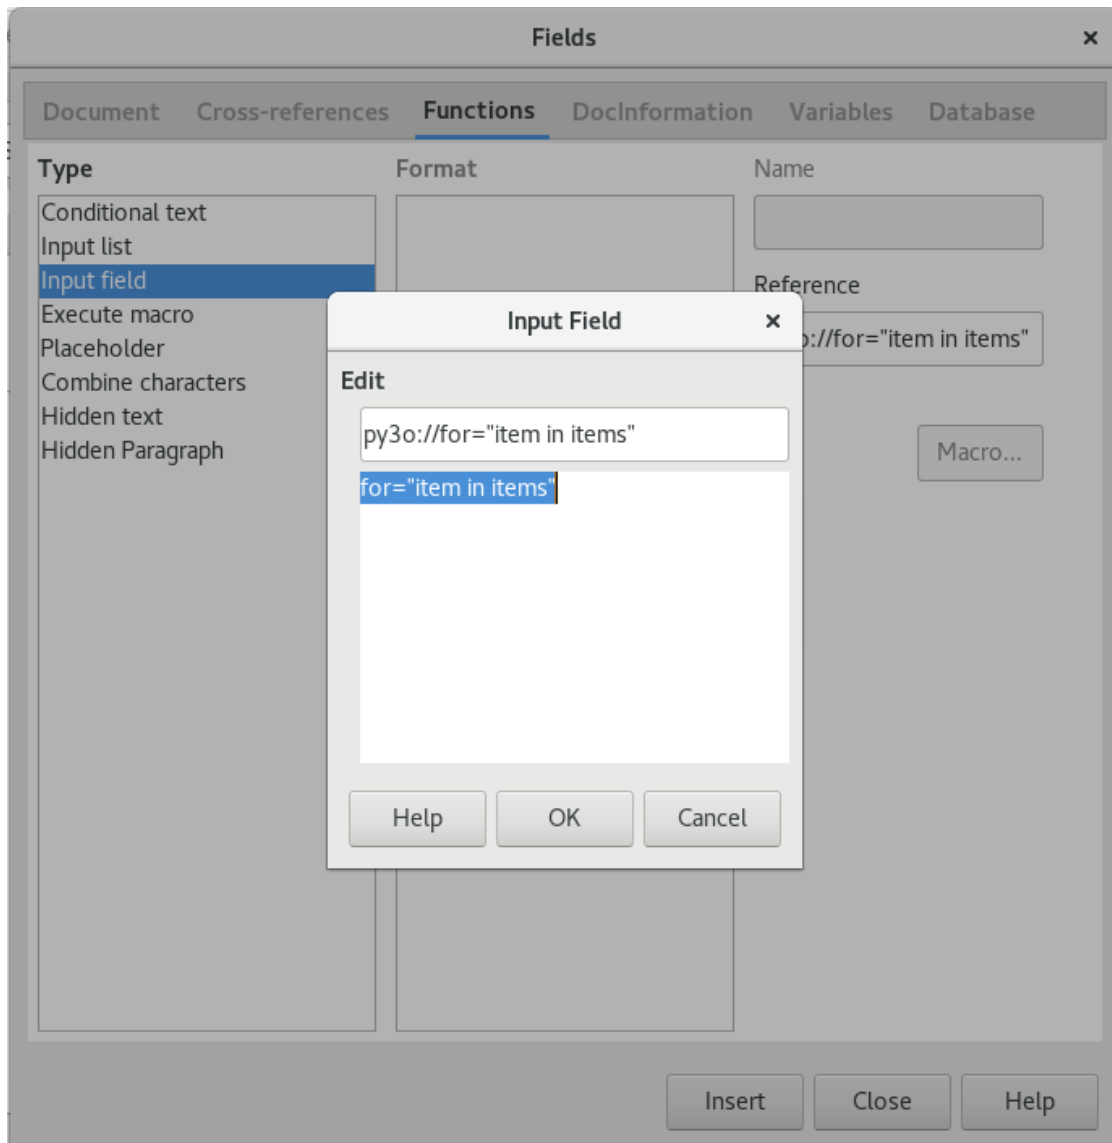 Fields
Document Cross-references Functions DocInformation Variables Database
Type
Format
Name
Conditional text
Input list
Input field
Execute macro
Placeholder
Combine characters
Hidden text
Hidden Paragraph
Reference
://for="item in items"
Macro...
Input Field
Edit
py3o://for="item in items"
for="item in items"
Help OK Cancel
Insert Close Help